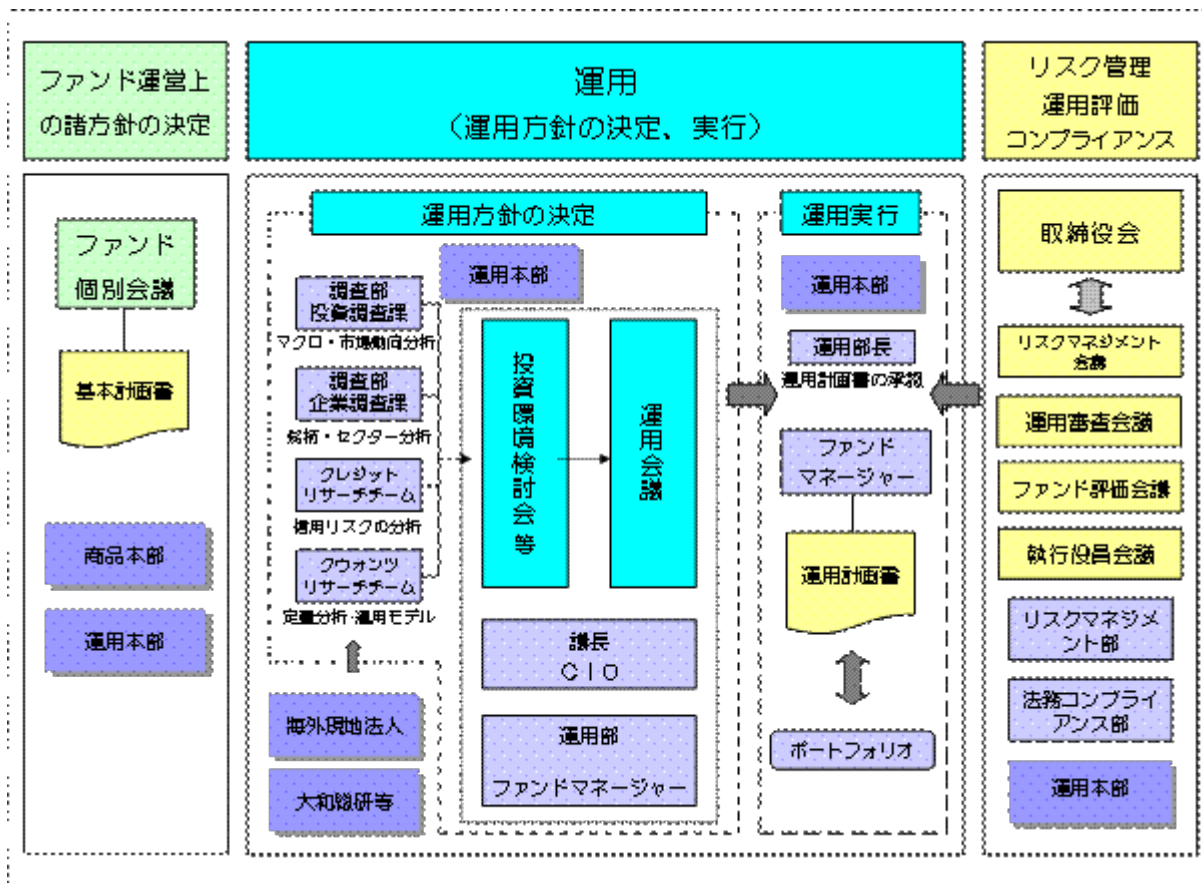 ファンド運営上
の諸方針の決定
運用
（運用方針の決定、実行）
リスク管理
運用評価
コンプライアンス
ファンド
個別会議
基本計画書
商品本部
運用本部
運用方針の決定
運用本部
調査部
投資調査課
マクロ・市場動向分析
調査部
企業調査課
銘柄・セクター分析
クレジット
リサーチチーム
信用リスクの分析
クウォンツ
リサーチチーム
定量分析・運用モデル
海外現地法人
大和総研等
投資環境検討会等
運用会議
議長
ＣＩＯ
運用部
ファンドマネージャー
運用実行
運用本部
運用部長
運用計画書の承認
ファンド
マネージャー
運用計画書
ポートフォリオ
取締役会
リスクマネジメント
会議
運用審査会議
ファンド評価会議
執行役員会議
リスクマネジメ
ント部
法務コンプライ
アンス部
運用本部